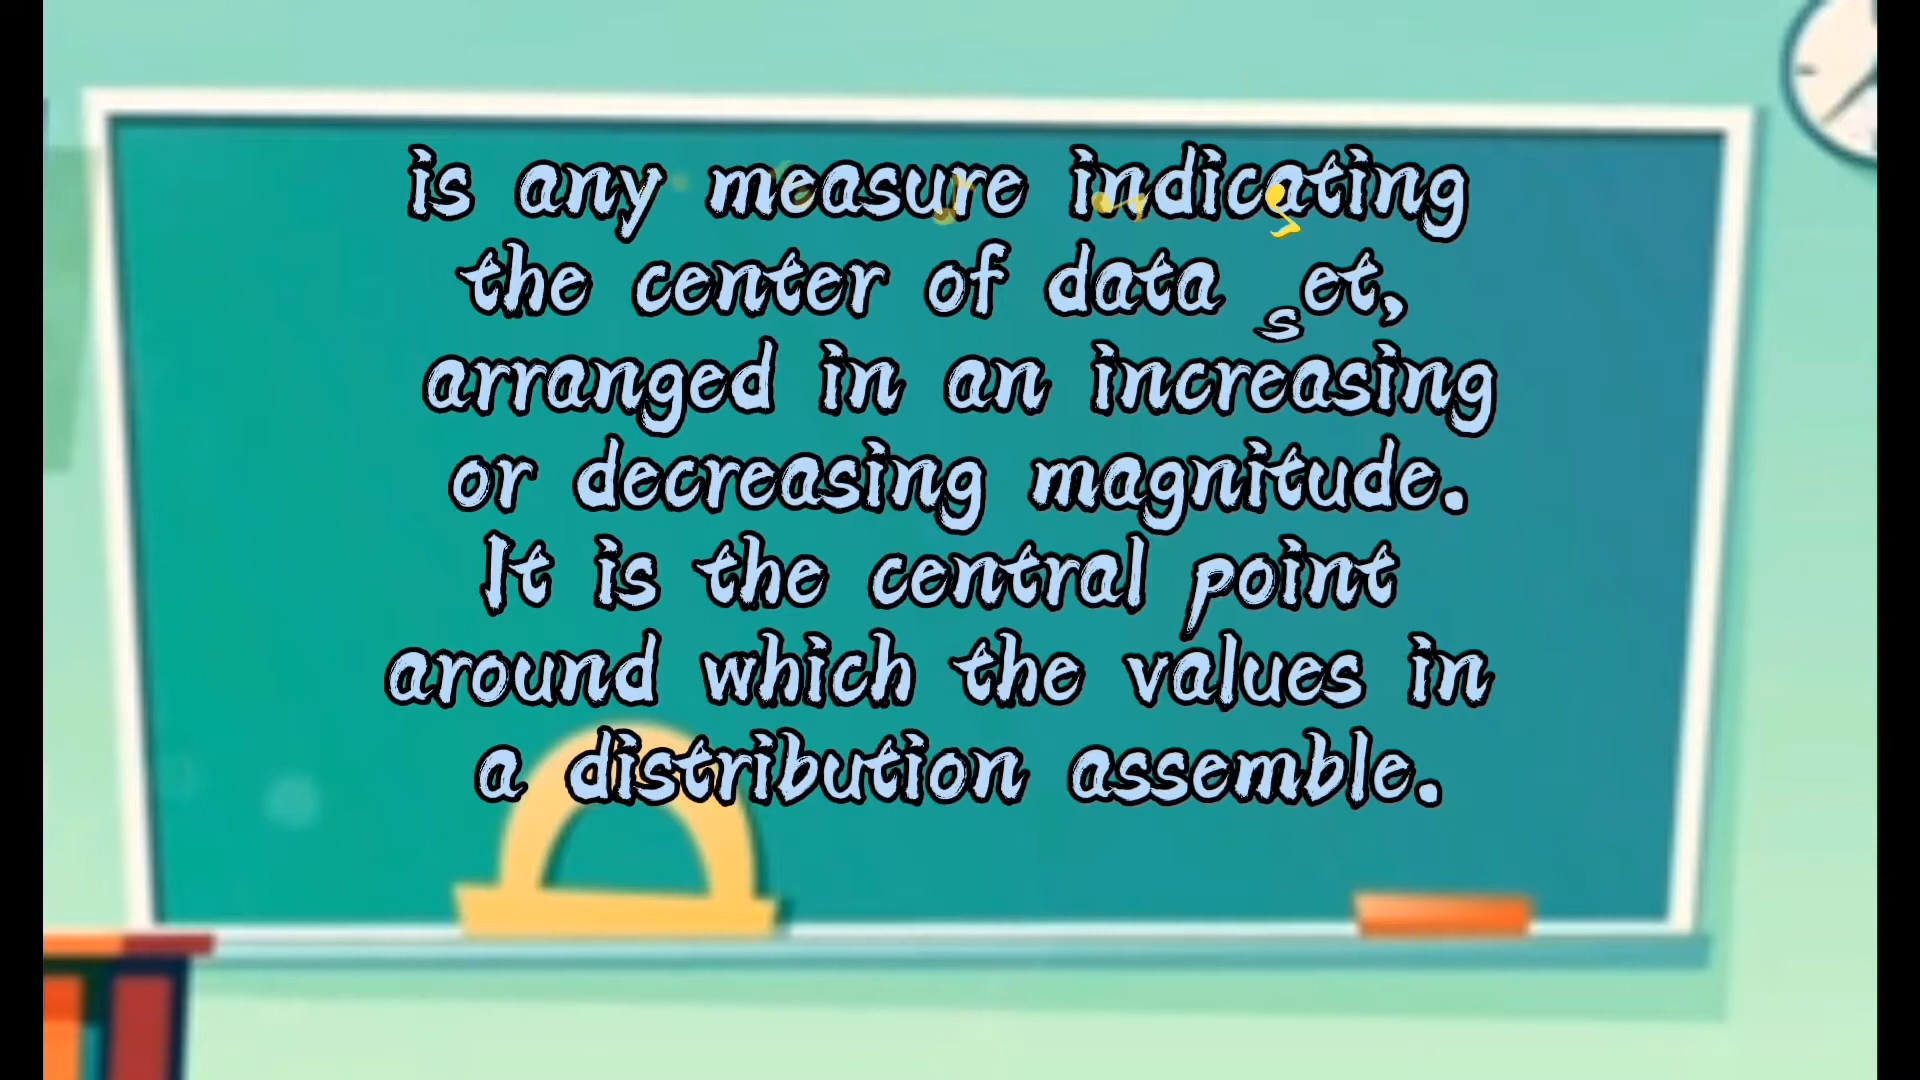 is any measure indicating
the center of data set,
arranged in an increasing
or decreasing magnitude.
It is the central point
around which the values in
a distribution assemble.